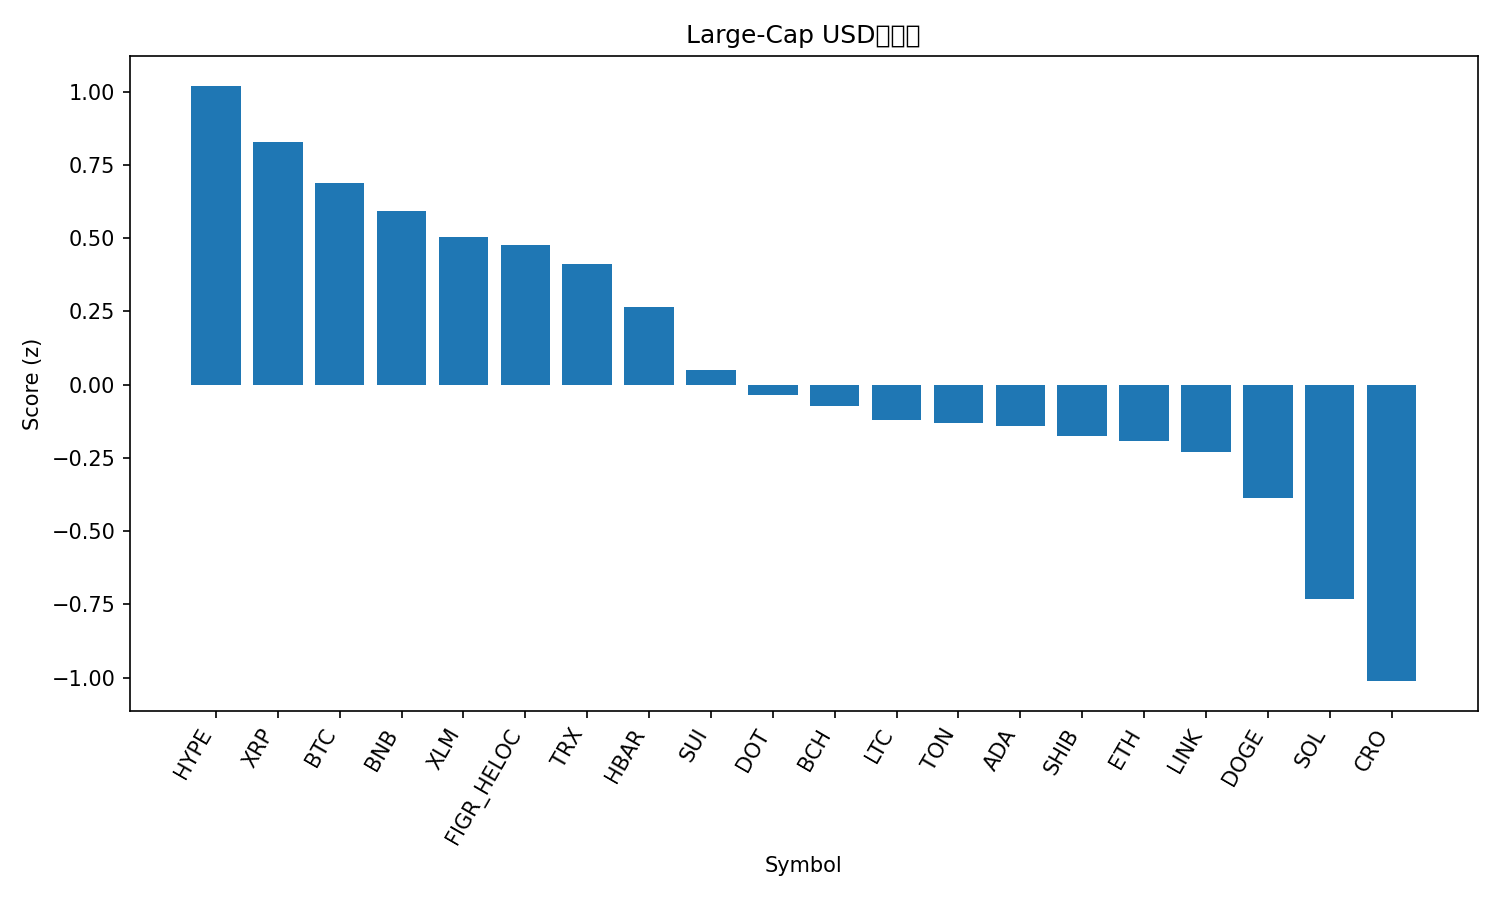 Large-Cap USD
Score (z)
1.00
0.75
0.50
0.25
0.00
−0.25
−0.50
−0.75
−1.00
HYPE
XRP
BTC
BNB
XLM
FIGR_HELOC
TRX
HBAR
SUI
DOT
BCH
LTC
TON
ADA
SHIB
ETH
LINK
DOGE
SOL
CRO
Symbol